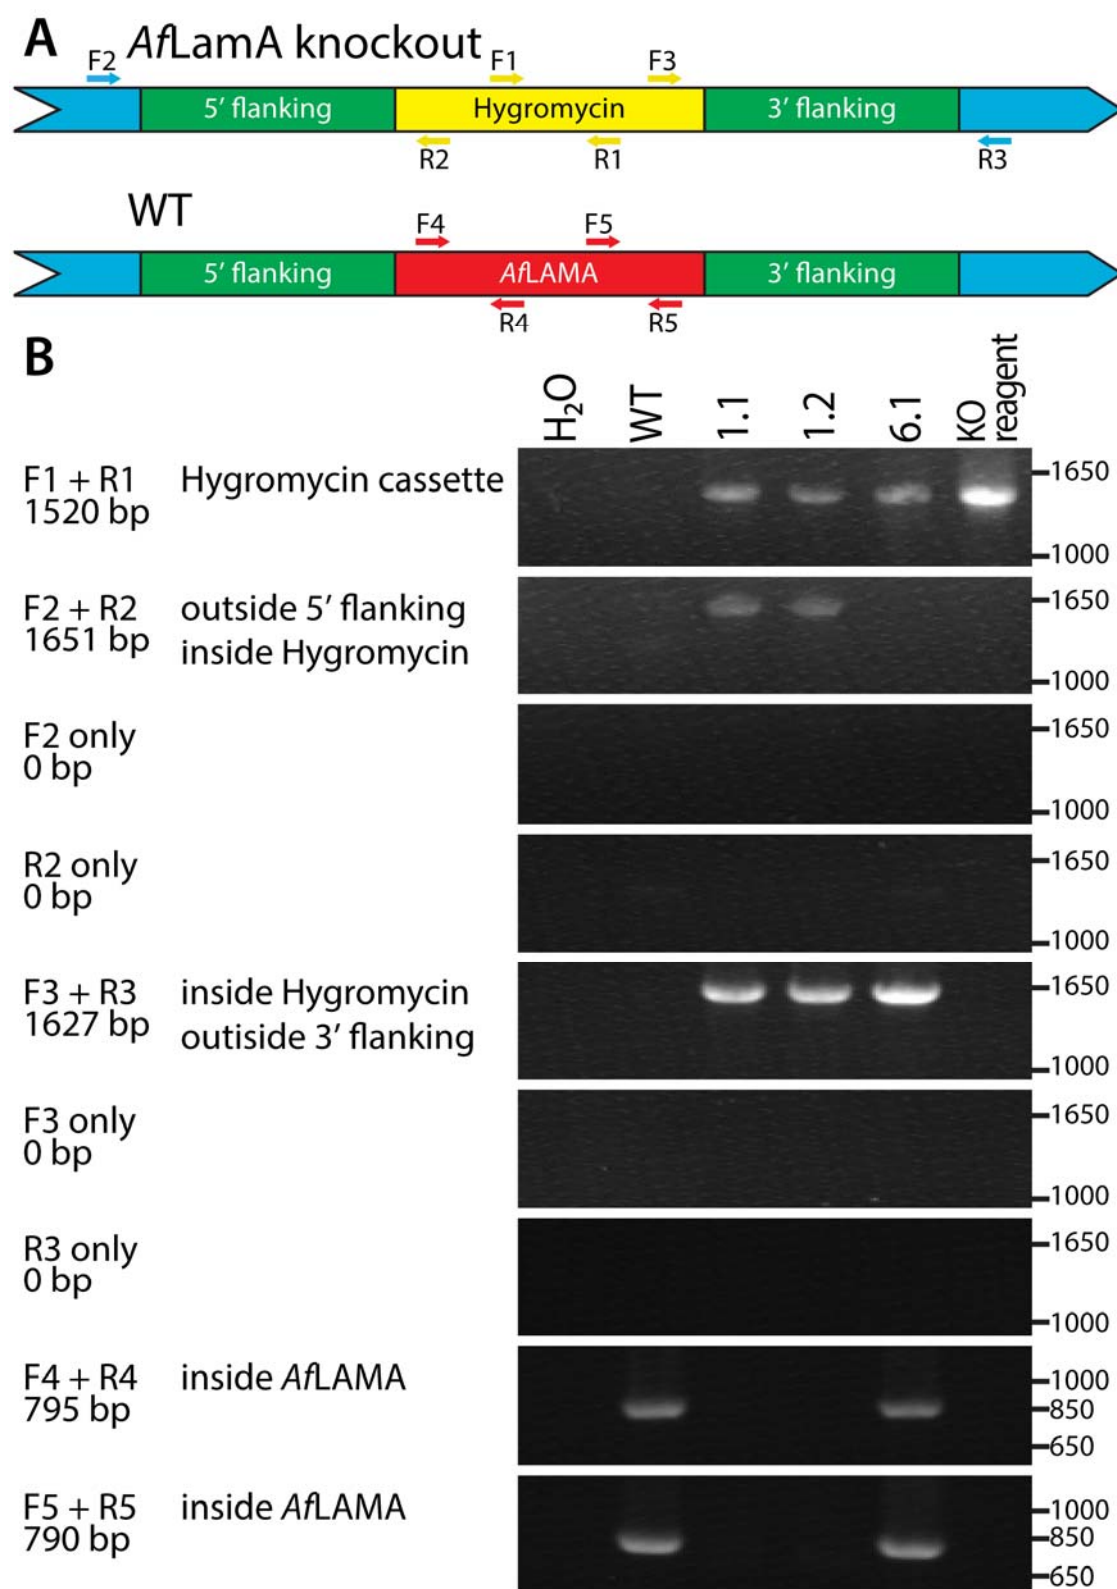 A AfLamA knockout
F2 F1 F3
5′ flanking Hygromycin 3′ flanking
R2 R1 R3
WT
F4 F5
5′ flanking AfLAMA 3′ flanking
R4 R5
B
H₂O WT 1.1 1.2 6.1 KO reagent
F1 + R1 Hygromycin cassette 1650
1520 bp
1000
F2 + R2 outside 5′ flanking 1650
1651 bp inside Hygromycin
1000
F2 only 1650
0 bp
1000
R2 only 1650
0 bp
1000
F3 + R3 inside Hygromycin 1650
1627 bp outiside 3′ flanking
1000
F3 only 1650
0 bp
1000
R3 only 1650
0 bp
1000
F4 + R4 inside AfLAMA 1000
795 bp 850
650
F5 + R5 inside AfLAMA 1000
790 bp 850
650